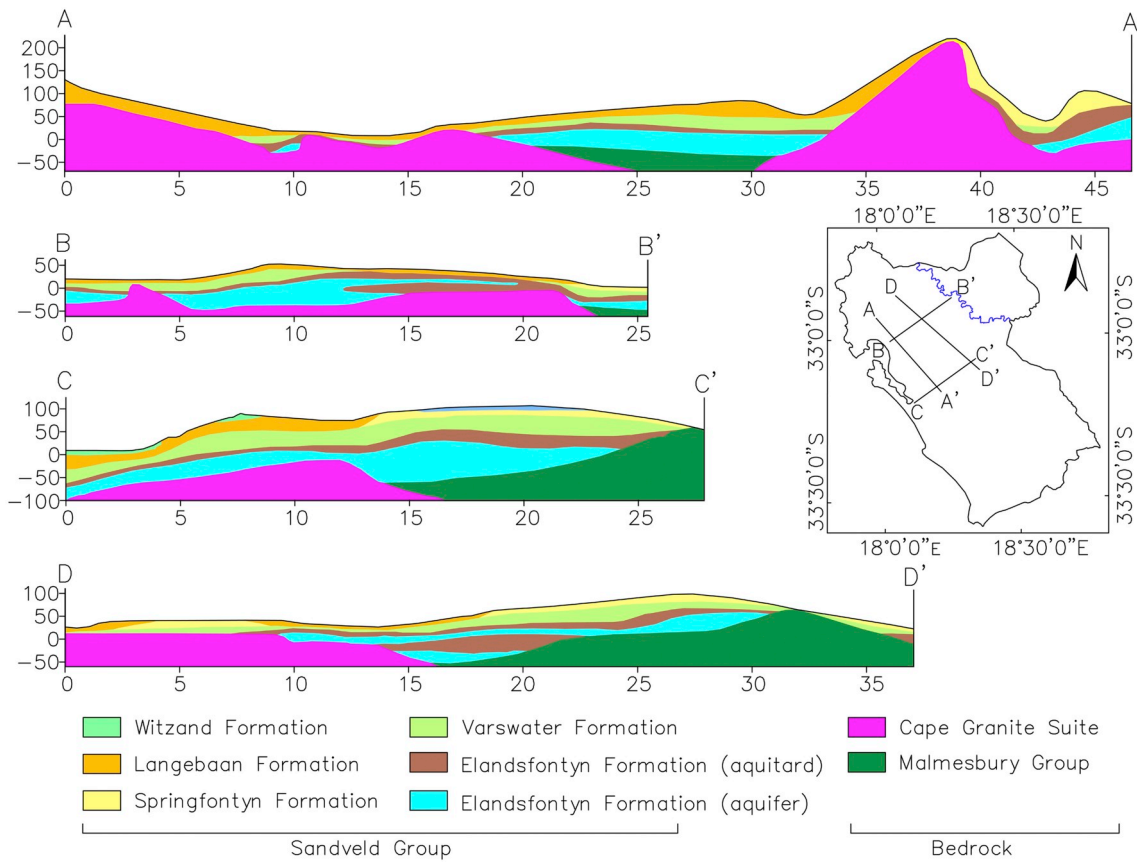 A A
200
150
100
50
0
−50
0 5 10 15 20 25 30 35 40 45
B B'
50
0
−50
0 5 10 15 20 25
C C'
100
50
0
−50
−100
0 5 10 15 20 25
D D'
100
50
0
−50
0 5 10 15 20 25 30 35
18°0'0"E 18°30'0"E
N
33°0'0"S 33°0'0"S
33°30'0"S 33°30'0"S
18°0'0"E 18°30'0"E
D B'
A
B C'
D'
A'
C
Witzand Formation Varswater Formation Cape Granite Suite
Langebaan Formation Elandsfontyn Formation (aquitard) Malmesbury Group
Springfontyn Formation Elandsfontyn Formation (aquifer)
Sandveld Group Bedrock